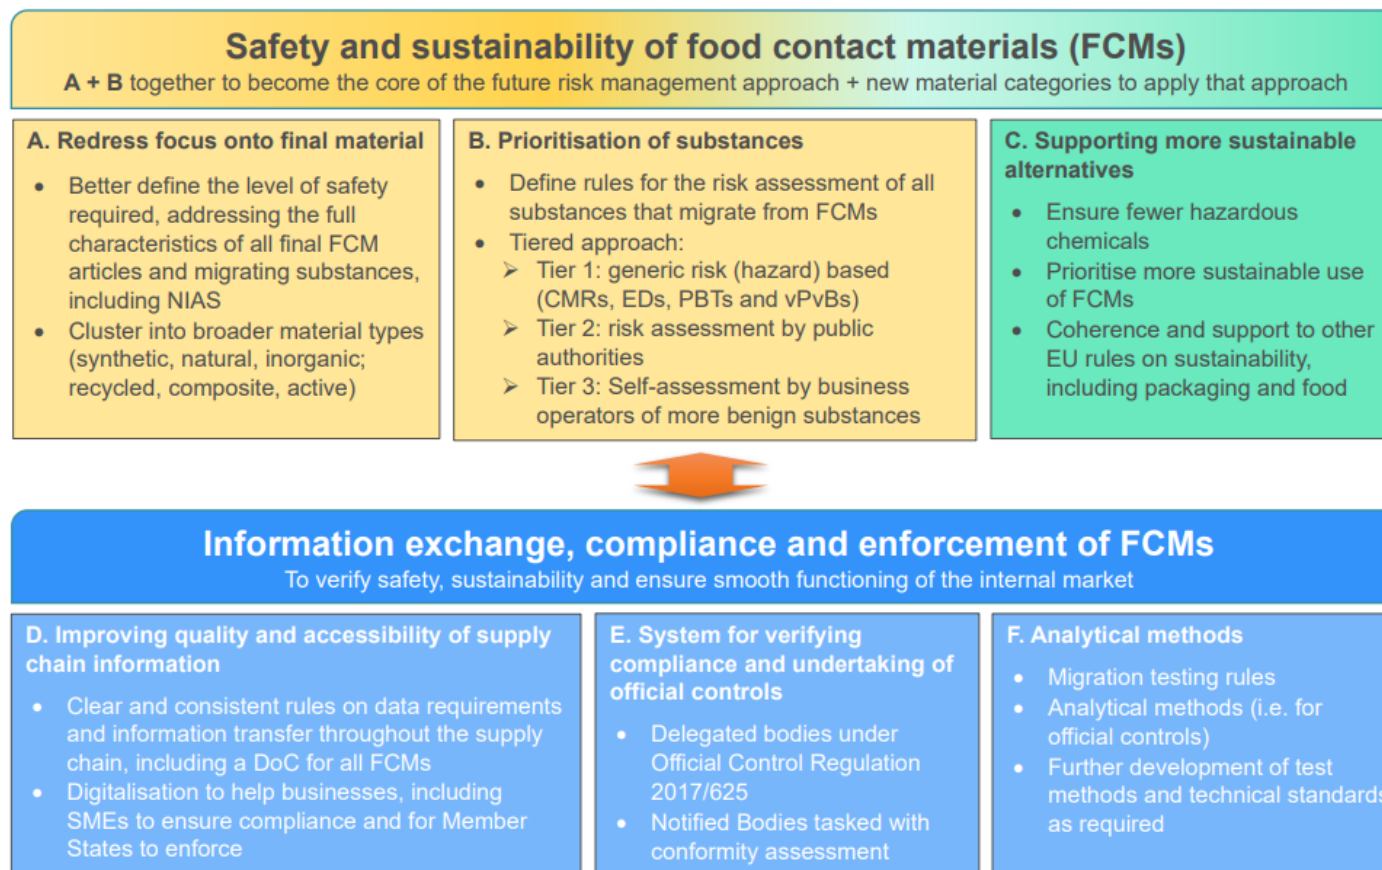 Safety and sustainability of food contact materials (FCMs)
A + B together to become the core of the future risk management approach + new material categories to apply that approach
A. Redress focus onto final material
• Better define the level of safety
required, addressing the full
characteristics of all final FCM
articles and migrating substances,
including NIAS
• Cluster into broader material types
(synthetic, natural, inorganic;
recycled, composite, active)
B. Prioritisation of substances
• Define rules for the risk assessment of all
substances that migrate from FCMs
• Tiered approach:
➢ Tier 1: generic risk (hazard) based
(CMRs, EDs, PBTs and vPvBs)
➢ Tier 2: risk assessment by public
authorities
➢ Tier 3: Self-assessment by business
operators of more benign substances
C. Supporting more sustainable
alternatives
• Ensure fewer hazardous
chemicals
• Prioritise more sustainable use
of FCMs
• Coherence and support to other
EU rules on sustainability,
including packaging and food
Information exchange, compliance and enforcement of FCMs
To verify safety, sustainability and ensure smooth functioning of the internal market
D. Improving quality and accessibility of supply
chain information
• Clear and consistent rules on data requirements
and information transfer throughout the supply
chain, including a DoC for all FCMs
• Digitalisation to help businesses, including
SMEs to ensure compliance and for Member
States to enforce
E. System for verifying
compliance and undertaking of
official controls
• Delegated bodies under
Official Control Regulation
2017/625
• Notified Bodies tasked with
conformity assessment
F. Analytical methods
• Migration testing rules
• Analytical methods (i.e. for
official controls)
• Further development of test
methods and technical standards
as required